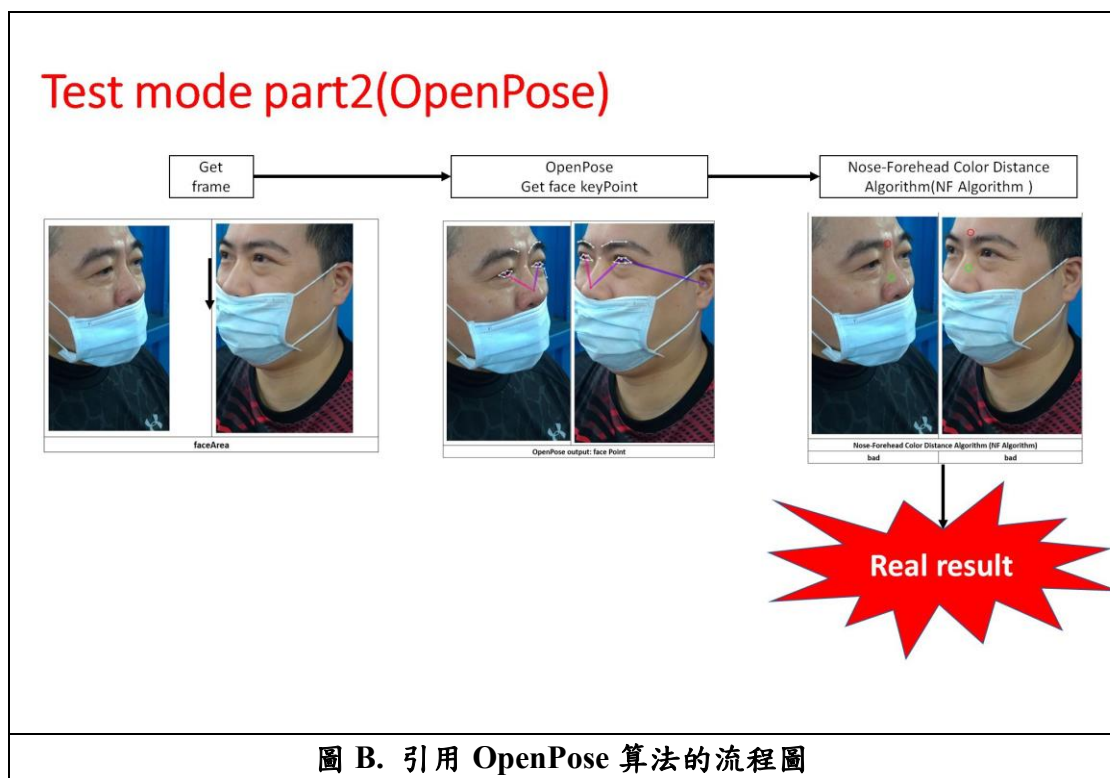 Test mode part2(OpenPose)
Get
frame
OpenPose
Get face keyPoint
Nose-Forehead Color Distance
Algorithm(NF Algorithm )
faceArea
OpenPose output: face Point
Nose-Forehead Color Distance Algorithm (NF Algorithm)
bad bad
Real result
圖 B. 引用 OpenPose 算法的流程圖